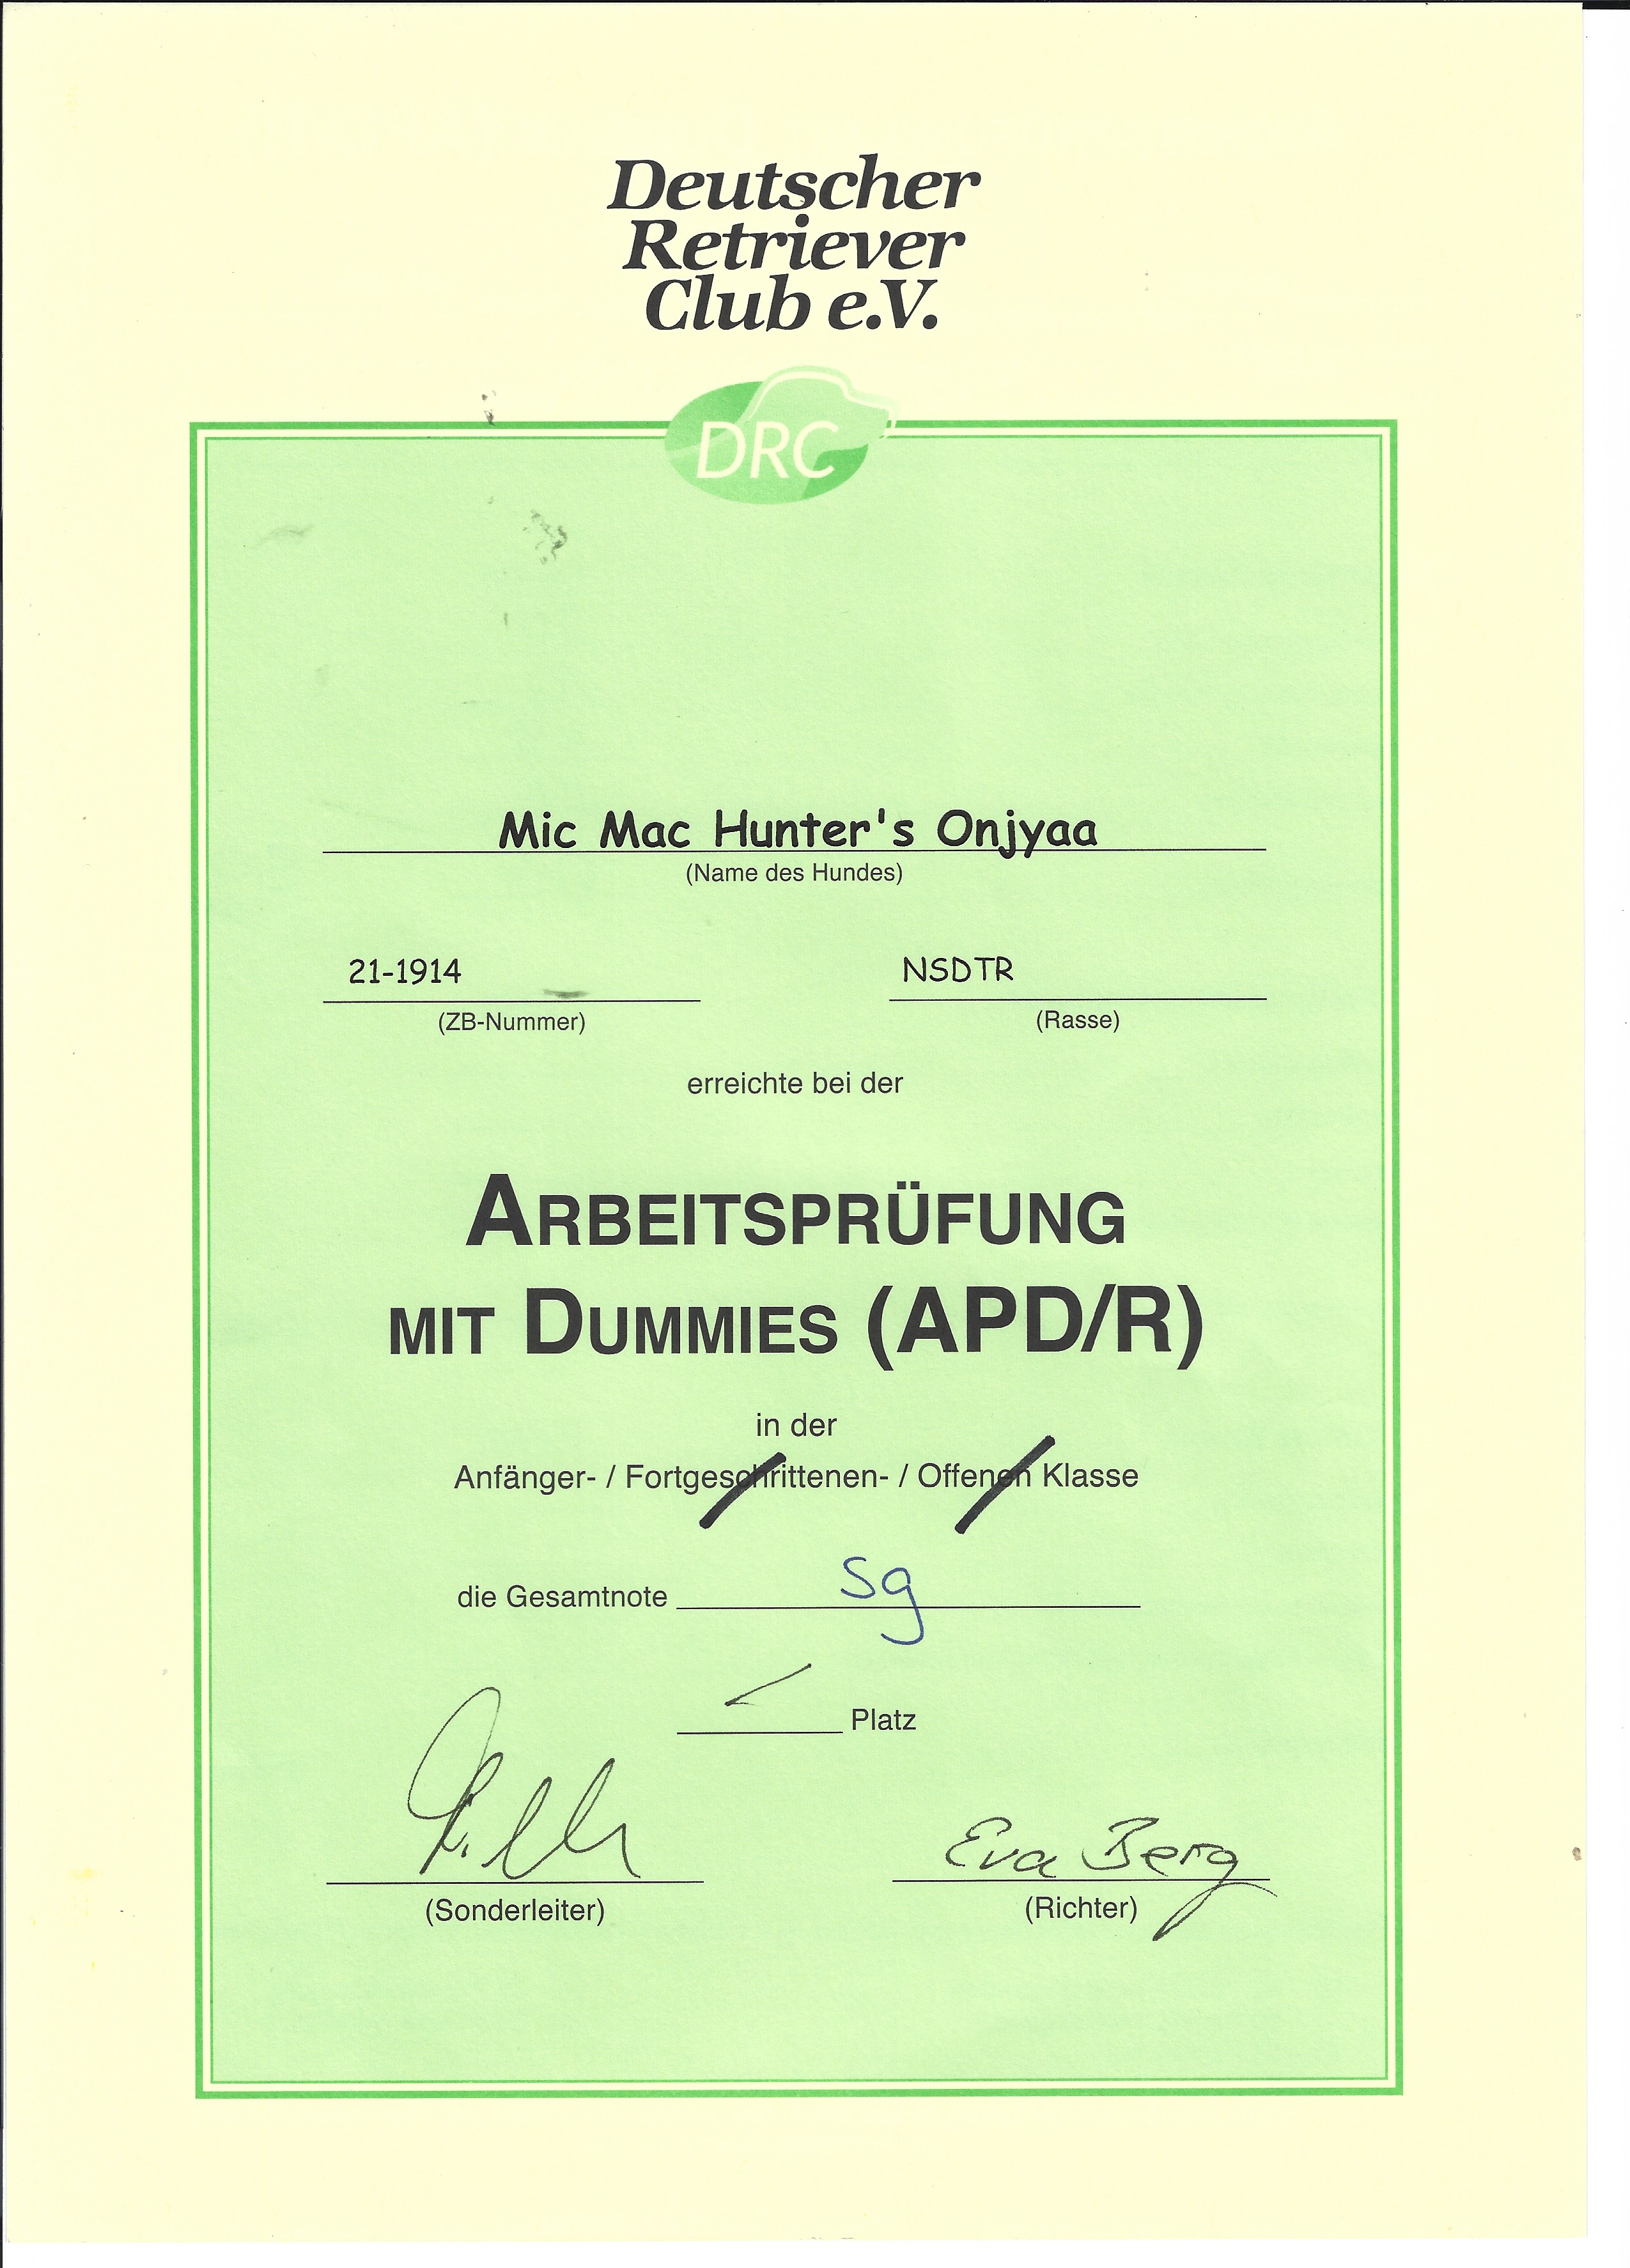 Deutscher
Retriever
Club e.V.
DRC
Mic Mac Hunter's Onjyaa
(Name des Hundes)
21-1914 NSDTR
(ZB-Nummer) (Rasse)
erreichte bei der
ARBEITSPRÜFUNG
MIT DUMMIES (APD/R)
in der
Anfänger- / Fortgeschrittenen- / Offenen Klasse
die Gesamtnote sg
Platz
Eva Berg
(Sonderleiter) (Richter)